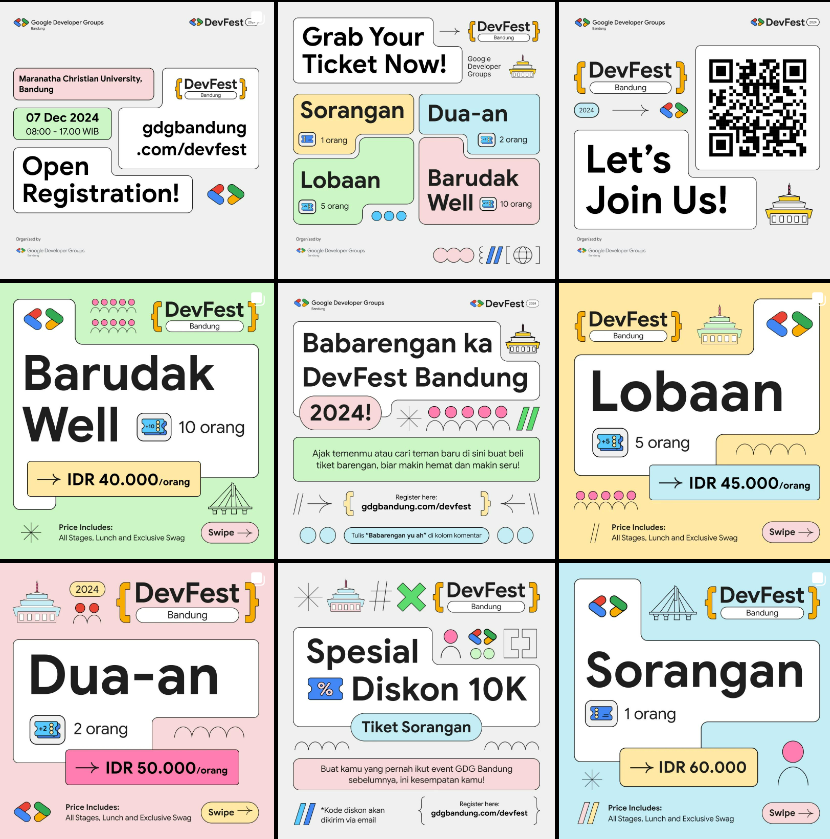 Google Developer Groups
Bandung
DevFest 2024
Maranatha Christian University,
Bandung
DevFest
Bandung
07 Dec 2024
08:00 - 17.00 WIB
gdgbandung
.com/devfest
Open
Registration!
Organized by
Google Developer Groups
Bandung
Grab Your
Ticket Now!
DevFest
Bandung
Google
Developer
Groups
Sorangan
1 orang
Dua-an
2 orang
Lobaan
5 orang
Barudak
Well
10 orang
Organized by
Google Developer Groups
Bandung
Google Developer Groups
Bandung
DevFest 2024
DevFest
Bandung
2024
Let's
Join Us!
Organized by
Google Developer Groups
Bandung
DevFest
Bandung
Barudak
Well
10 orang
IDR 40.000/orang
Price Includes:
All Stages, Lunch and Exclusive Swag
Swipe
Google Developer Groups
Bandung
DevFest 2024
Babarengan ka
DevFest Bandung
2024!
Ajak temenmu atau cari teman baru di sini buat beli
tiket barengan, biar makin hemat dan makin seru!
Register here:
gdgbandung.com/devfest
Tulis "Babarengan yu ah" di kolom komentar
DevFest
Bandung
Lobaan
+5
5 orang
IDR 45.000/orang
Price Includes:
All Stages, Lunch and Exclusive Swag
Swipe
2024
DevFest
Bandung
Dua-an
+2
2 orang
IDR 50.000/orang
Price Includes:
All Stages, Lunch and Exclusive Swag
Swipe
DevFest
Bandung
Spesial
% Diskon 10K
Tiket Sorangan
Buat kamu yang pernah ikut event GDG Bandung
sebelumnya, ini kesempatan kamu!
*Kode diskon akan
dikirim via email
Register here:
gdgbandung.com/devfest
DevFest
Bandung
Sorangan
1 orang
IDR 60.000
Price Includes:
All Stages, Lunch and Exclusive Swag
Swipe